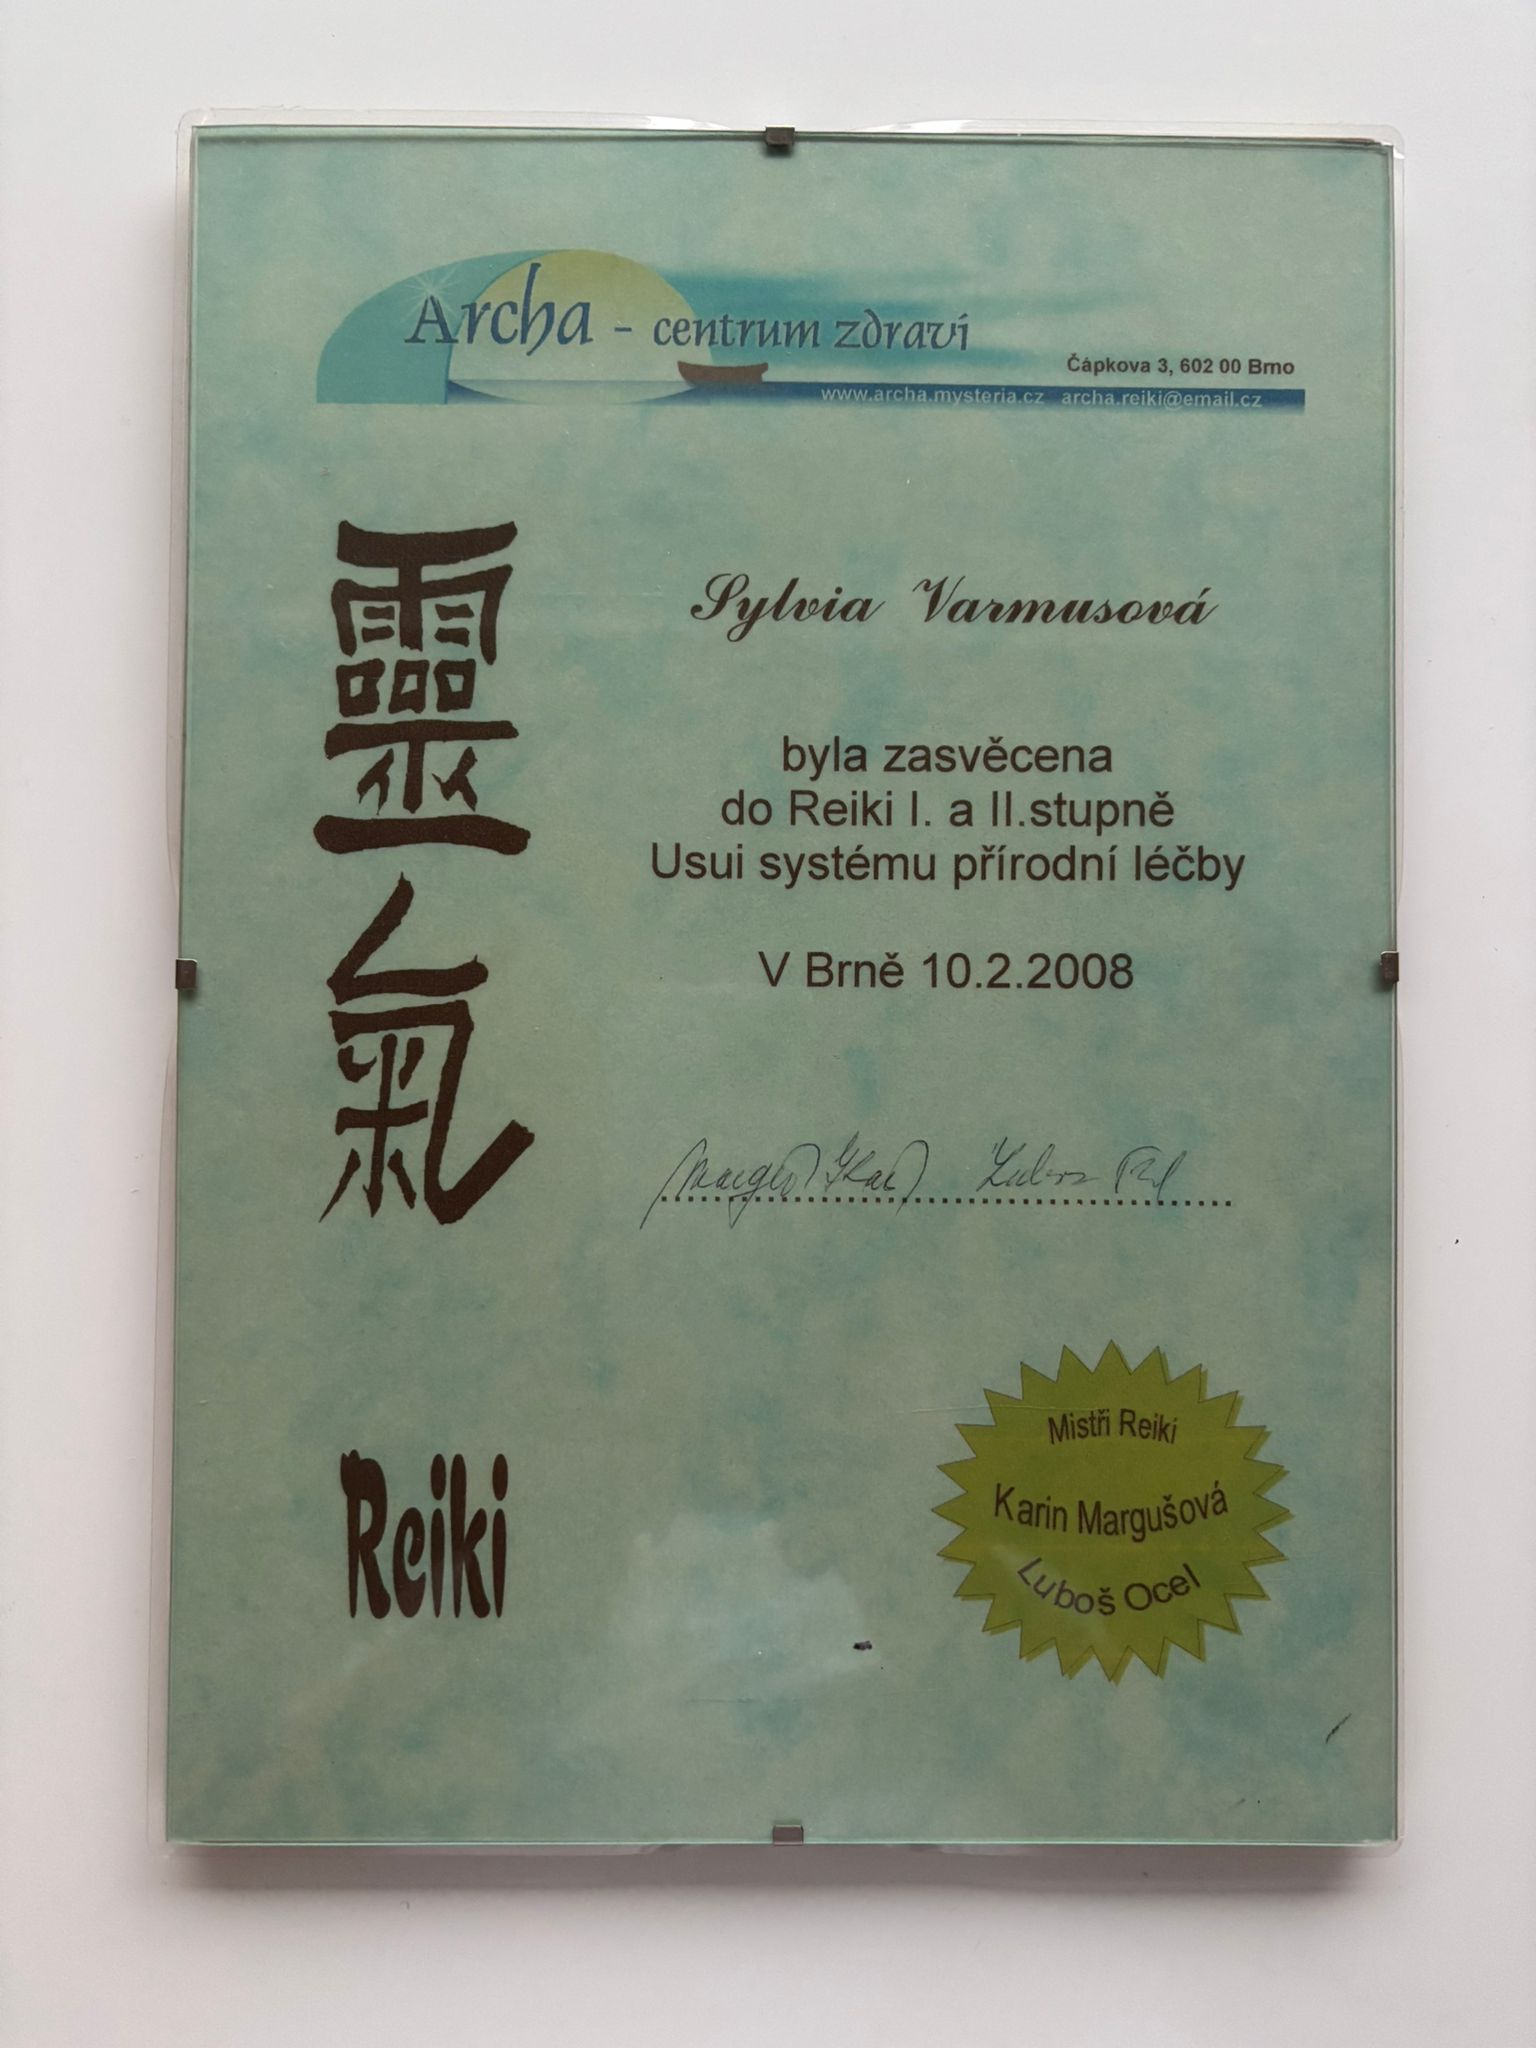 Archa - centrum zdraví
Čápkova 3, 602 00 Brno
www.archa.mysteria.cz archa.reiki@email.cz
靈
氣
Sylvia Varmusová
byla zasvěcena
do Reiki I. a II.stupně
Usui systému přírodní léčby
V Brně 10.2.2008
Reiki
Mistři Reiki
Karin Margušová
Luboš Ocel